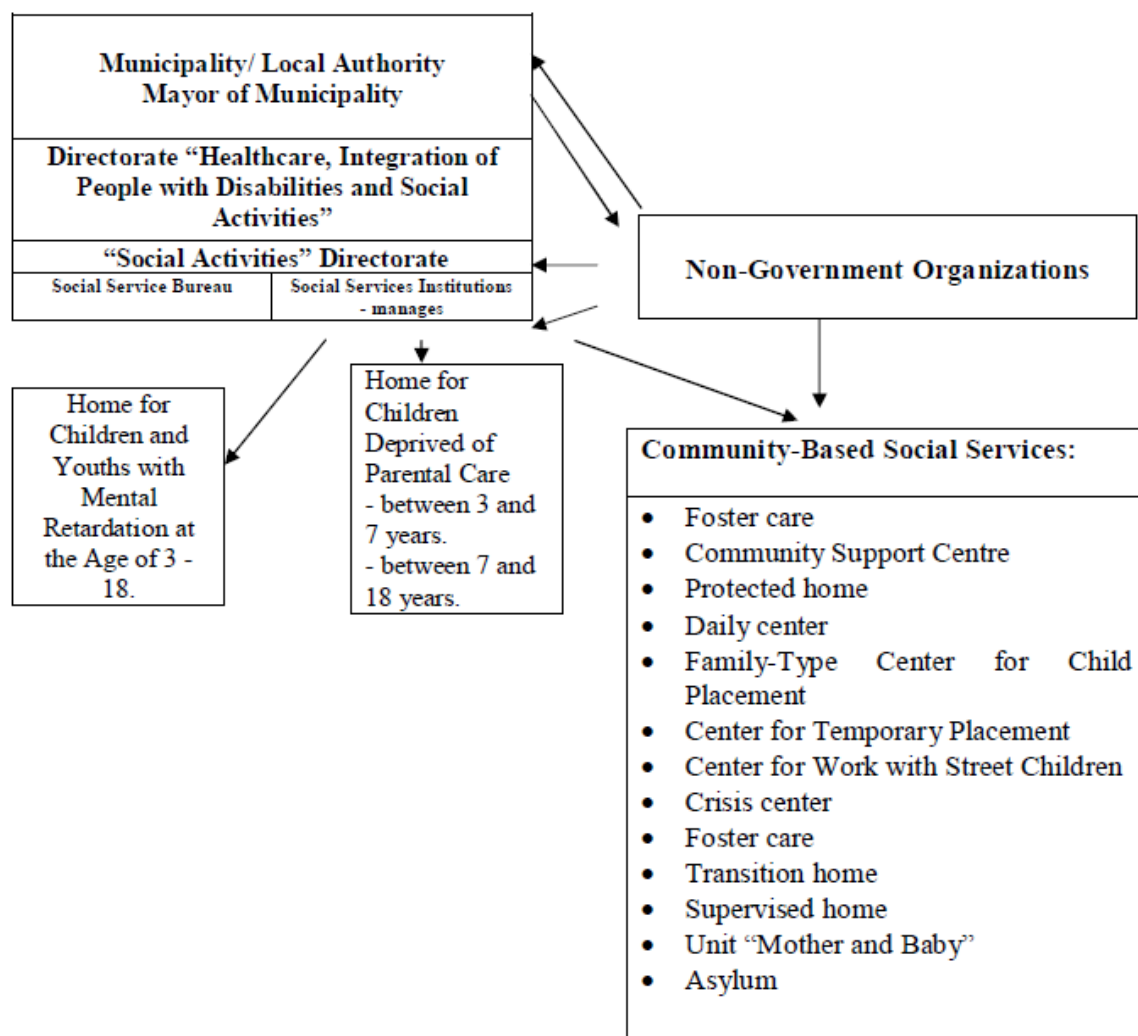 Municipality/ Local Authority
Mayor of Municipality
Directorate “Healthcare, Integration of
People with Disabilities and Social
Activities”
“Social Activities” Directorate
Social Service Bureau
Social Services Institutions
- manages
Non-Government Organizations
Home for
Children and
Youths with
Mental
Retardation at
the Age of 3 -
18.
Home for
Children
Deprived of
Parental Care
- between 3 and
7 years.
- between 7 and
18 years.
Community-Based Social Services:
• Foster care
• Community Support Centre
• Protected home
• Daily center
• Family-Type Center for Child
Placement
• Center for Temporary Placement
• Center for Work with Street Children
• Crisis center
• Foster care
• Transition home
• Supervised home
• Unit “Mother and Baby”
• Asylum